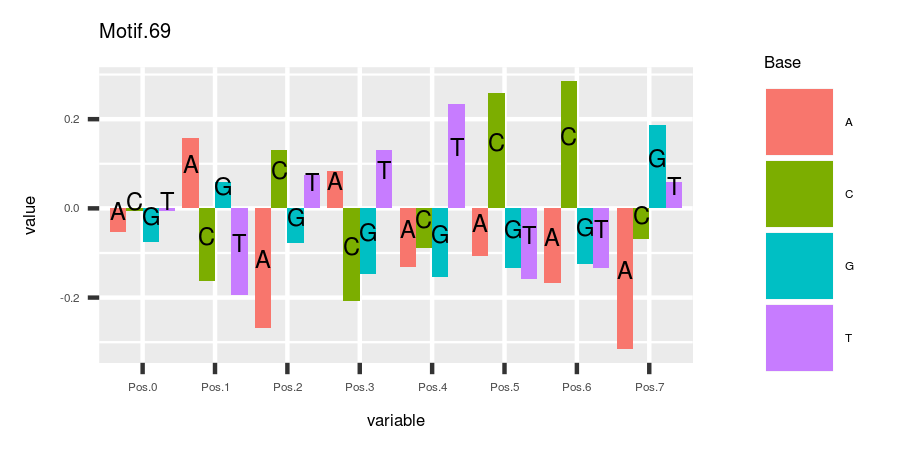 Motif.69
value
0.2
0.0
-0.2
A C G T A C G T A C G T A C G T A C G T A C G T A C G T A C G T
Pos.0 Pos.1 Pos.2 Pos.3 Pos.4 Pos.5 Pos.6 Pos.7
variable
Base
A
C
G
T